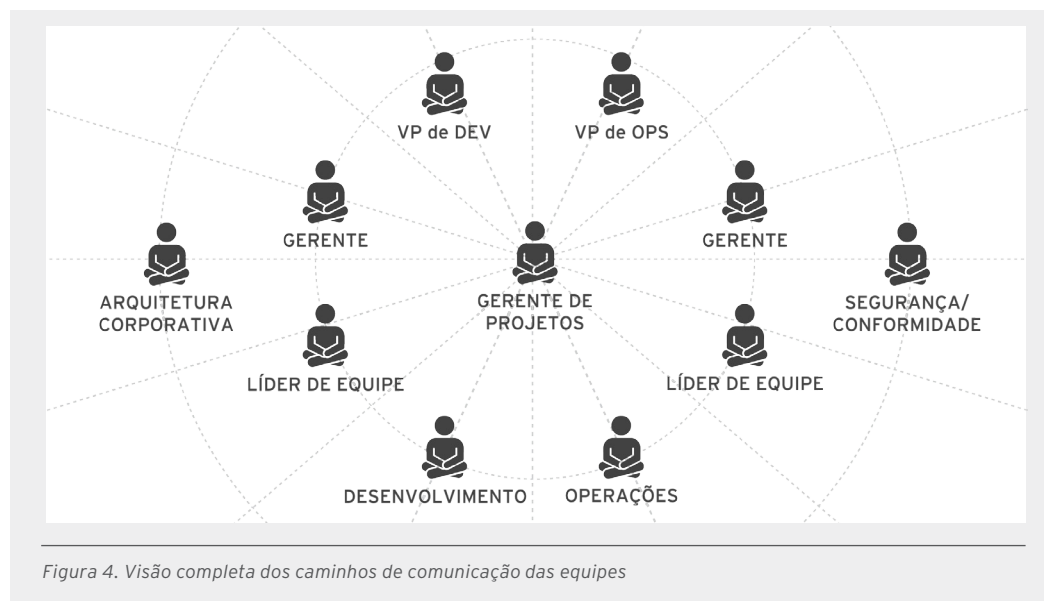 VP de DEV
VP de OPS
GERENTE
GERENTE
ARQUITETURA
CORPORATIVA
GERENTE DE
PROJETOS
SEGURANÇA/
CONFORMIDADE
LÍDER DE EQUIPE
LÍDER DE EQUIPE
DESENVOLVIMENTO
OPERAÇÕES
Figura 4. Visão completa dos caminhos de comunicação das equipes